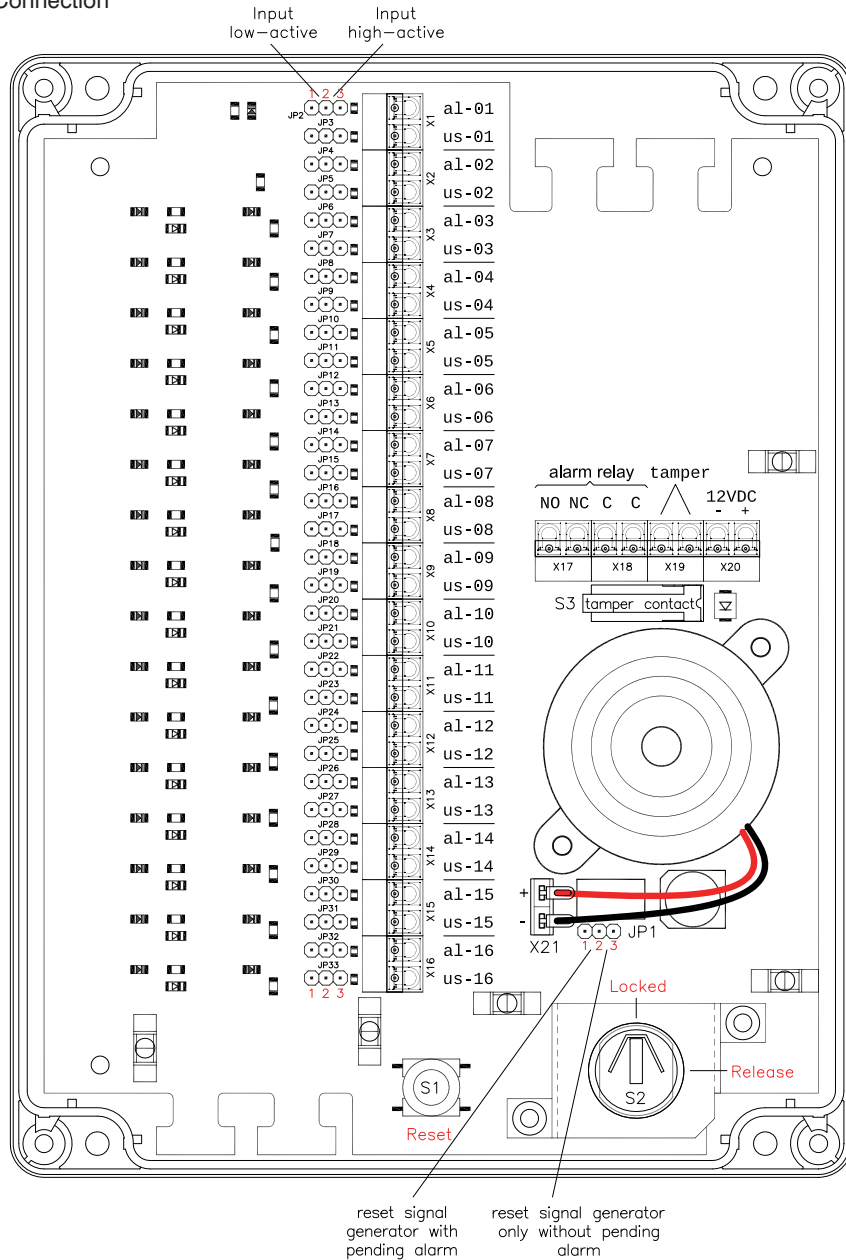 Connection
Input
low-active
Input
high-active
1 2 3
JP2
X1
al-01
JP3
us-01
JP4
X2
al-02
JP5
us-02
JP6
X3
al-03
JP7
us-03
JP8
X4
al-04
JP9
us-04
JP10
X5
al-05
JP11
us-05
JP12
X6
al-06
JP13
us-06
JP14
X7
al-07
JP15
us-07
JP16
X8
al-08
JP17
us-08
JP18
X9
al-09
JP19
us-09
JP20
X10
al-10
JP21
us-10
JP22
X11
al-11
JP23
us-11
JP24
X12
al-12
JP25
us-12
JP26
X13
al-13
JP27
us-13
JP28
X14
al-14
JP29
us-14
JP30
X15
al-15
JP31
us-15
JP32
X16
al-16
JP33
us-16
1 2 3
alarm relay tamper
NO NC C C 12VDC
- +
X17 X18 X19 X20
S3 tamper contact
+
-
X21
JP1
1 2 3
Locked
S2
Release
S1
Reset
reset signal
generator with
pending alarm
reset signal generator
only without pending
alarm